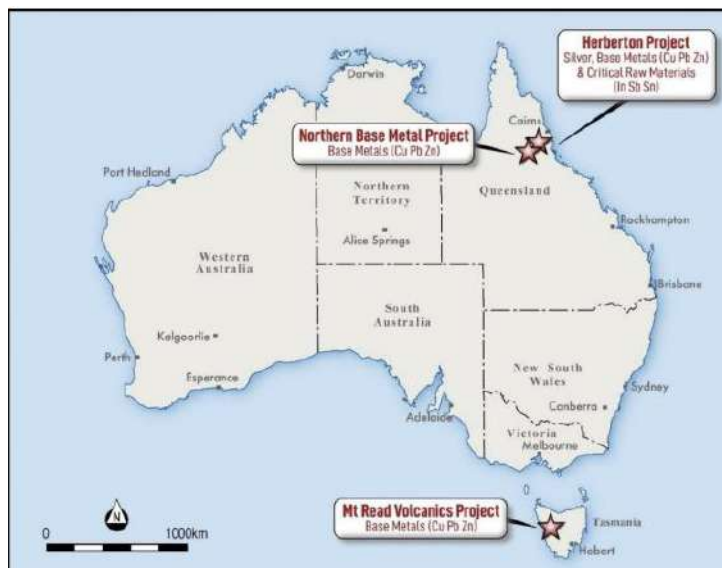 Herberton Project
Silver, Base Metals (Cu Pb Zn)
& Critical Raw Materials
(In Sb Sn)
Darwin
Cairns
Northern Base Metal Project
Base Metals (Cu Pb Zn)
Port Hedland
Northern
Territory
Queensland
Rockhampton
Alice Springs
Western
Australia
Brisbane
South
Australia
Kalgoorlie
Perth
New South
Wales
Esperance
Sydney
Canberra
Adelaide
Victoria
Melbourne
Mt Read Volcanics Project
Base Metals (Cu Pb Zn)
N
Tasmania
0
1000km
Hobart